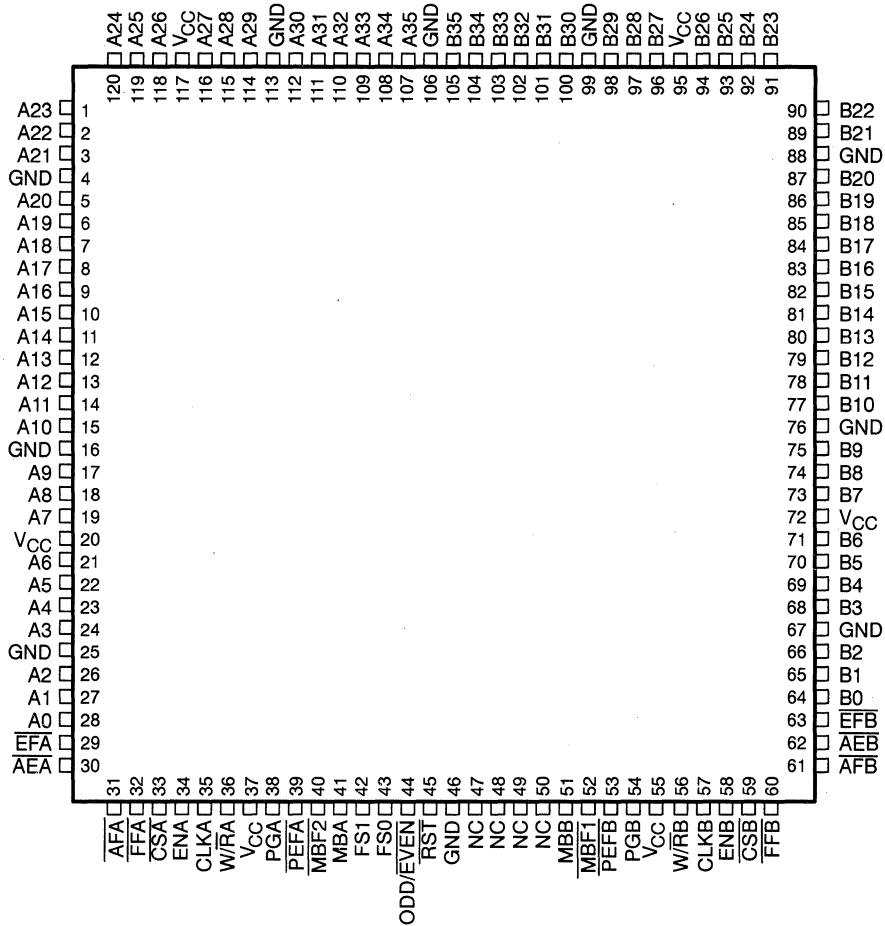 A24 A25 A26 VCC A27 A28 A29 GND A30 A31 A32 A33 A34 A35 GND B35 B34 B33 B32 B31 B30 GND B29 B28 B27 VCC B26 B25 B24 B23
120 119 118 117 116 115 114 113 112 111 110 109 108 107 106 105 104 103 102 101 100 99 98 97 96 95 94 93 92 91
A23 1 90 B22
A22 2 89 B21
A21 3 88 GND
GND 4 87 B20
A20 5 86 B19
A19 6 85 B18
A18 7 84 B17
A17 8 83 B16
A16 9 82 B15
A15 10 81 B14
A14 11 80 B13
A13 12 79 B12
A12 13 78 B11
A11 14 77 B10
A10 15 76 GND
GND 16 75 B9
A9 17 74 B8
A8 18 73 B7
A7 19 72 VCC
VCC 20 71 B6
A6 21 70 B5
A5 22 69 B4
A4 23 68 B3
A3 24 67 GND
GND 25 66 B2
A2 26 65 B1
A1 27 64 B0
A0 28 63 EFB
EFA 29 62 AEB
AEA 30 61 AFB
31 32 33 34 35 36 37 38 39 40 41 42 43 44 45 46 47 48 49 50 51 52 53 54 55 56 57 58 59 60
AFA FFA CSA ENA CLKA W/RA VCC PGA PEFA MBF2 MBA FS1 FS0 ODD/EVEN RST GND NC NC NC NC MBB MBF1 PEFB PGB VCC W/RB CLKB ENB CSB FFB